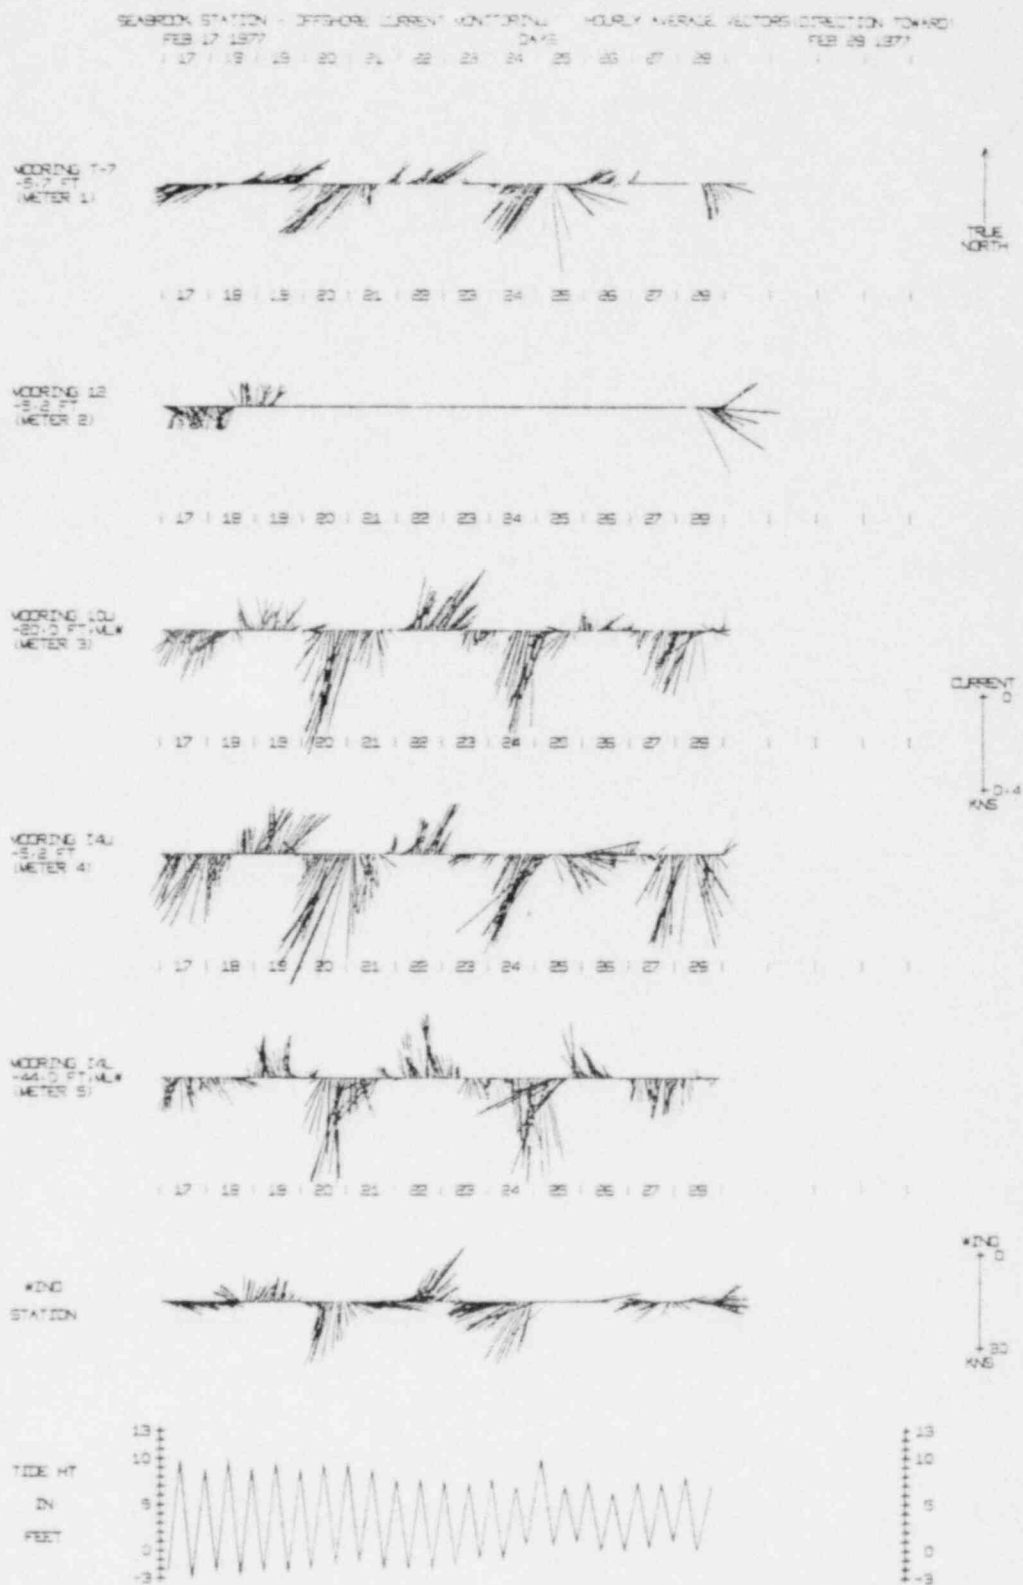 SEABROOK STATION - OFFSHORE CURRENT MONITORING HOURLY AVERAGE VECTORS (DIRECTION TOWARD)
FEB 17 1977 DAYS FEB 28 1977
17 18 19 20 21 22 23 24 25 26 27 28
MOORING T-7
(METER 1)
TRUE
NORTH
17 18 19 20 21 22 23 24 25 26 27 28
MOORING 12
(METER 2)
17 18 19 20 21 22 23 24 25 26 27 28
MOORING
(METER 3)
CURRENT
0
0.4
KNS
17 18 19 20 21 22 23 24 25 26 27 28
MOORING
(METER 4)
17 18 19 20 21 22 23 24 25 26 27 28
MOORING
(METER 5)
17 18 19 20 21 22 23 24 25 26 27 28
WIND
STATION
WIND
0
KNS
TIDE HT
IN
FEET
13
10
5
0
-3
13
10
5
0
-3